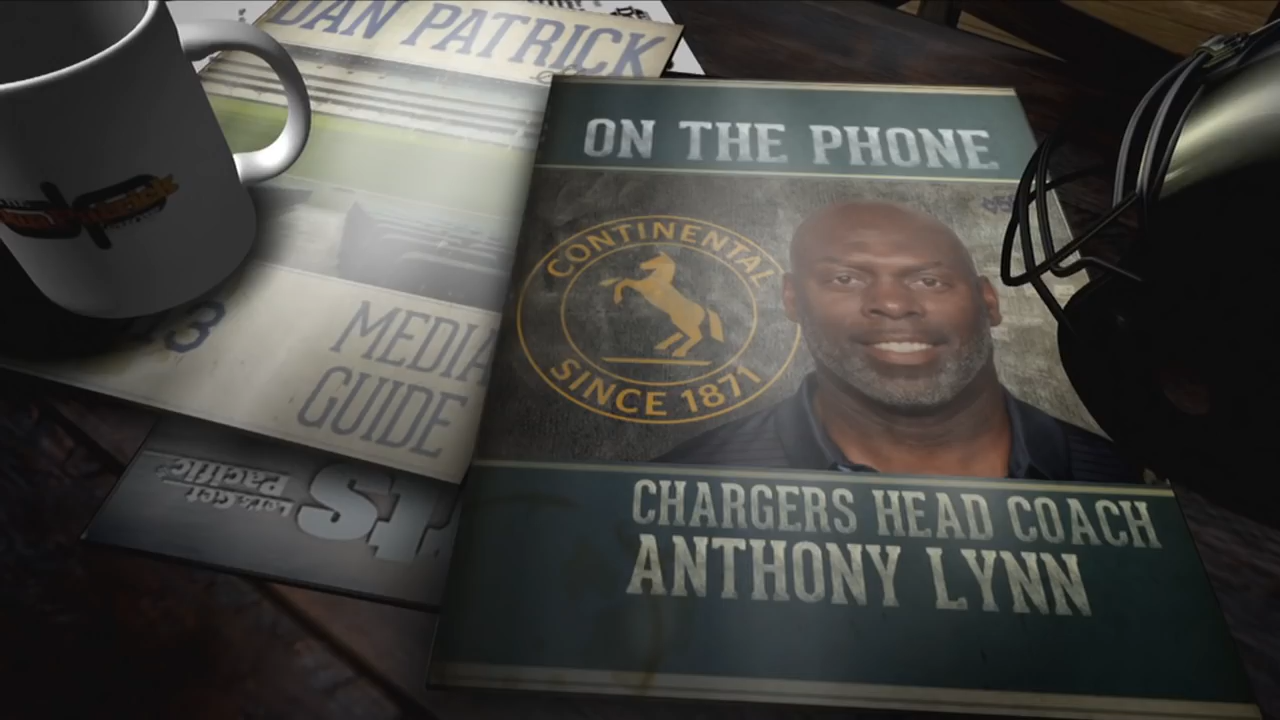 DAN PATRICK
MEDIA
GUIDE
ON THE PHONE
CONTINENTAL
SINCE 1871
CHARGERS HEAD COACH
ANTHONY LYNN